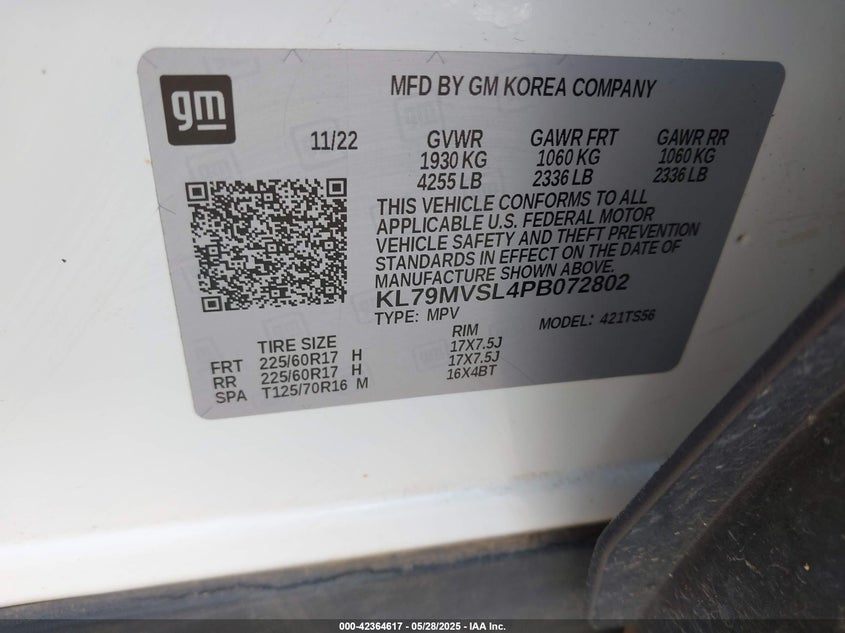 gm
MFD BY GM KOREA COMPANY
11/22 GVWR GAWR FRT GAWR RR
1930 KG 1060 KG 1060 KG
4255 LB 2336 LB 2336 LB
THIS VEHICLE CONFORMS TO ALL
APPLICABLE U.S. FEDERAL MOTOR
VEHICLE SAFETY AND THEFT PREVENTION
STANDARDS IN EFFECT ON THE DATE OF
MANUFACTURE SHOWN ABOVE.
KL79MVSL4PB072802
TYPE: MPV MODEL: 421TS56
TIRE SIZE RIM
FRT 225/60R17 H 17X7.5J
RR 225/60R17 H 17X7.5J
SPA T125/70R16 M 16X4BT
000-42364617 - 05/28/2025 - IAA Inc.